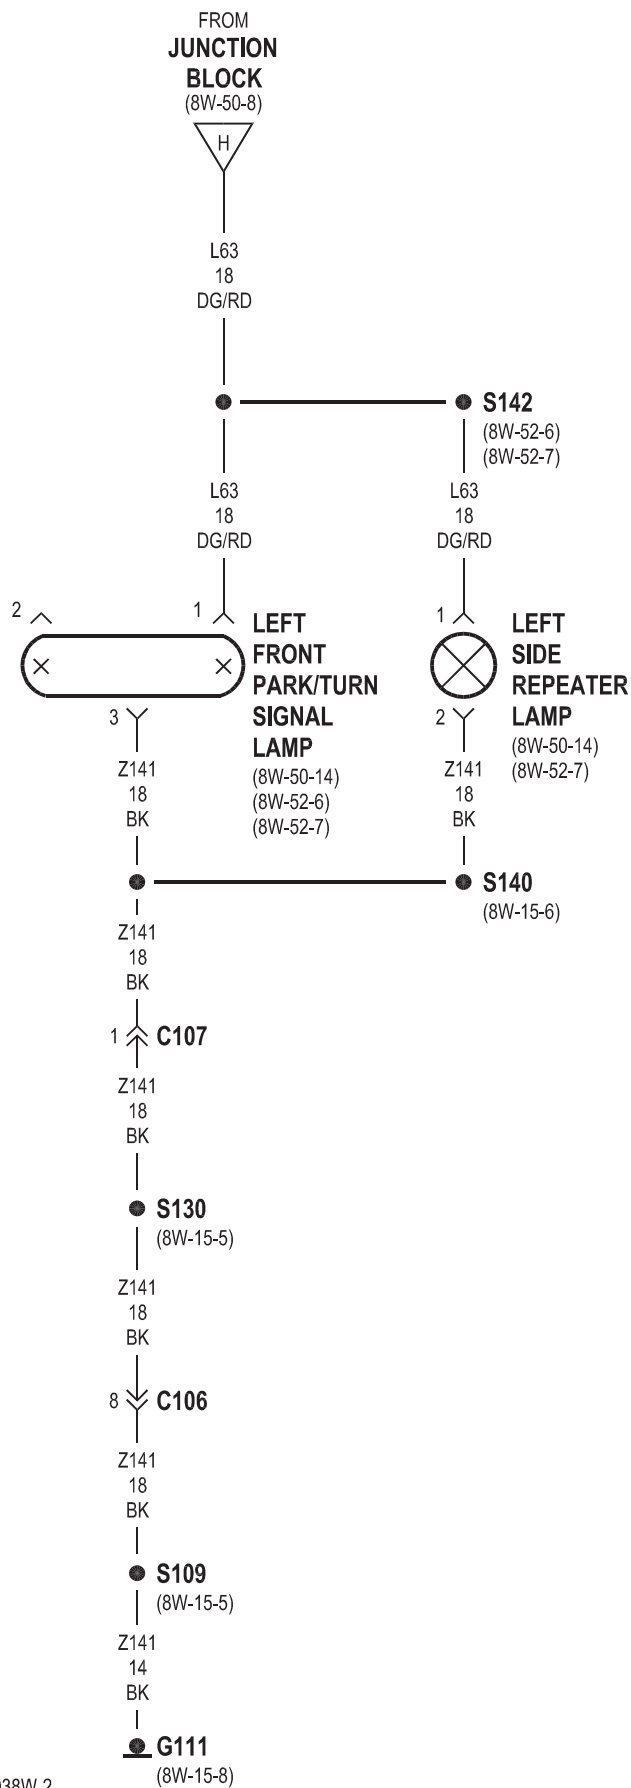 FROM
JUNCTION
BLOCK
(8W-50-8)
H
L63
18
DG/RD
S142
(8W-52-6)
(8W-52-7)
L63
18
DG/RD
L63
18
DG/RD
2
1
LEFT
FRONT
PARK/TURN
SIGNAL
LAMP
(8W-50-14)
(8W-52-6)
(8W-52-7)
1
LEFT
SIDE
REPEATER
LAMP
(8W-50-14)
(8W-52-7)
3
Z141
18
BK
2
Z141
18
BK
S140
(8W-15-6)
Z141
18
BK
1
C107
Z141
18
BK
S130
(8W-15-5)
Z141
18
BK
8
C106
Z141
18
BK
S109
(8W-15-5)
Z141
14
BK
G111
(8W-15-8)